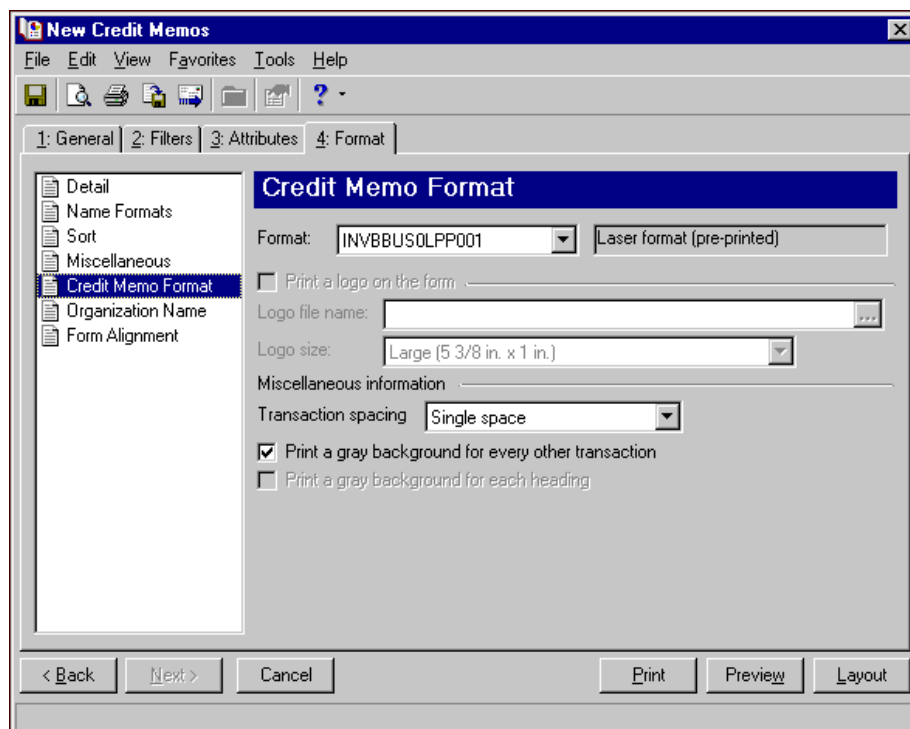 New Credit Memos
File Edit View Favorites Tools Help
?
1: General 2: Filters 3: Attributes 4: Format
Detail
Name Formats
Sort
Miscellaneous
Credit Memo Format
Organization Name
Form Alignment
Credit Memo Format
Format: INVBBUS0LPP001 Laser format (pre-printed)
Print a logo on the form
Logo file name: ...
Logo size: Large (5 3/8 in. x 1 in.)
Miscellaneous information
Transaction spacing Single space
Print a gray background for every other transaction
Print a gray background for each heading
< Back Next > Cancel Print Preview Layout